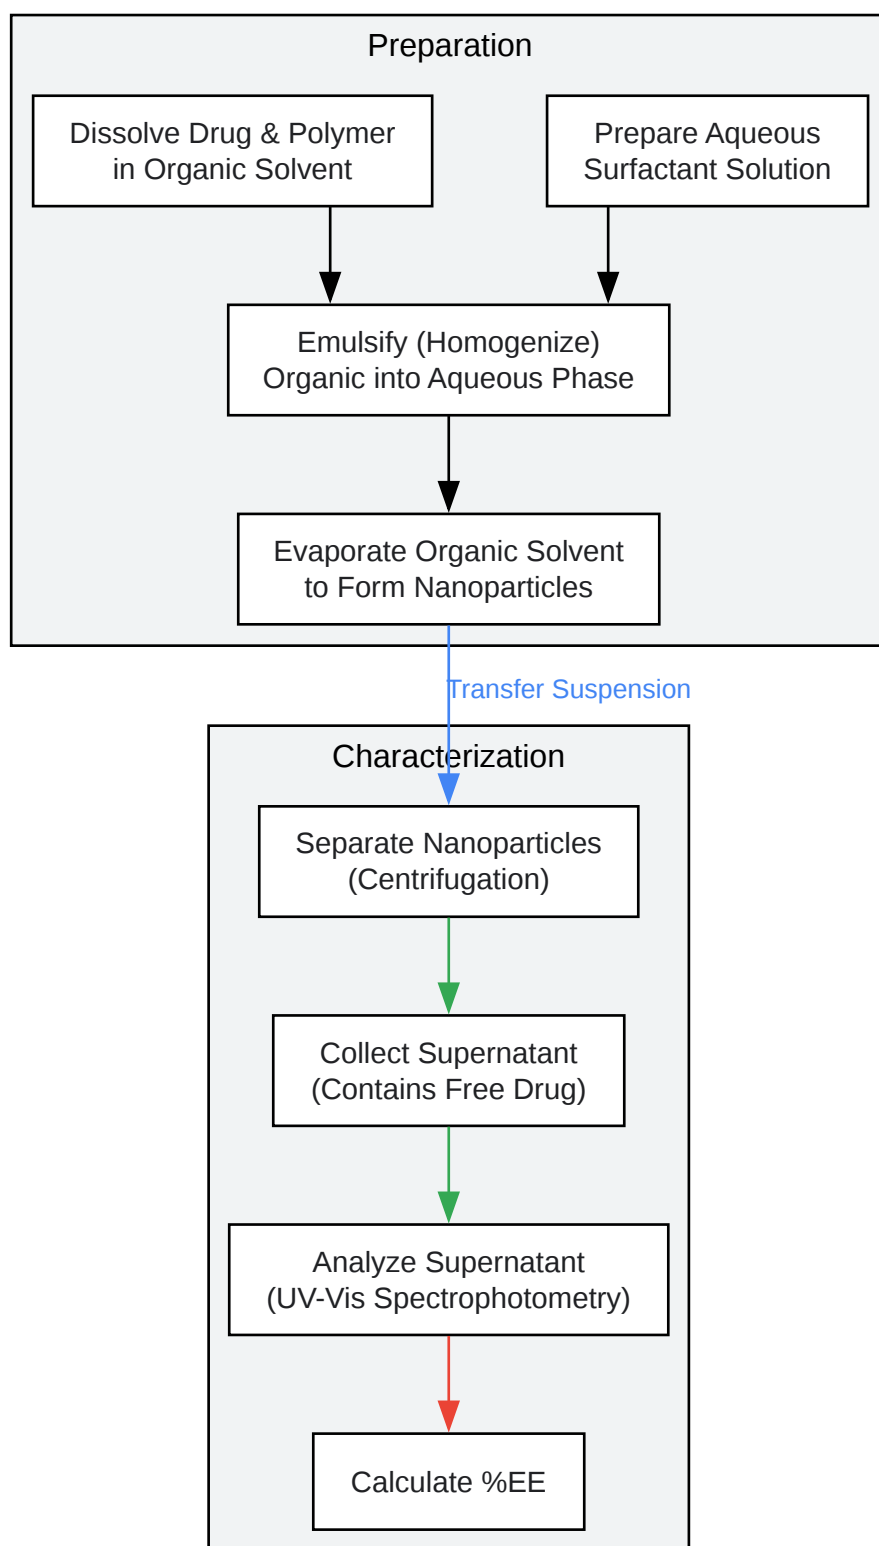 Preparation
Dissolve Drug & Polymer
in Organic Solvent
Prepare Aqueous
Surfactant Solution
Emulsify (Homogenize)
Organic into Aqueous Phase
Evaporate Organic Solvent
to Form Nanoparticles
Transfer Suspension
Characterization
Separate Nanoparticles
(Centrifugation)
Collect Supernatant
(Contains Free Drug)
Analyze Supernatant
(UV-Vis Spectrophotometry)
Calculate %EE